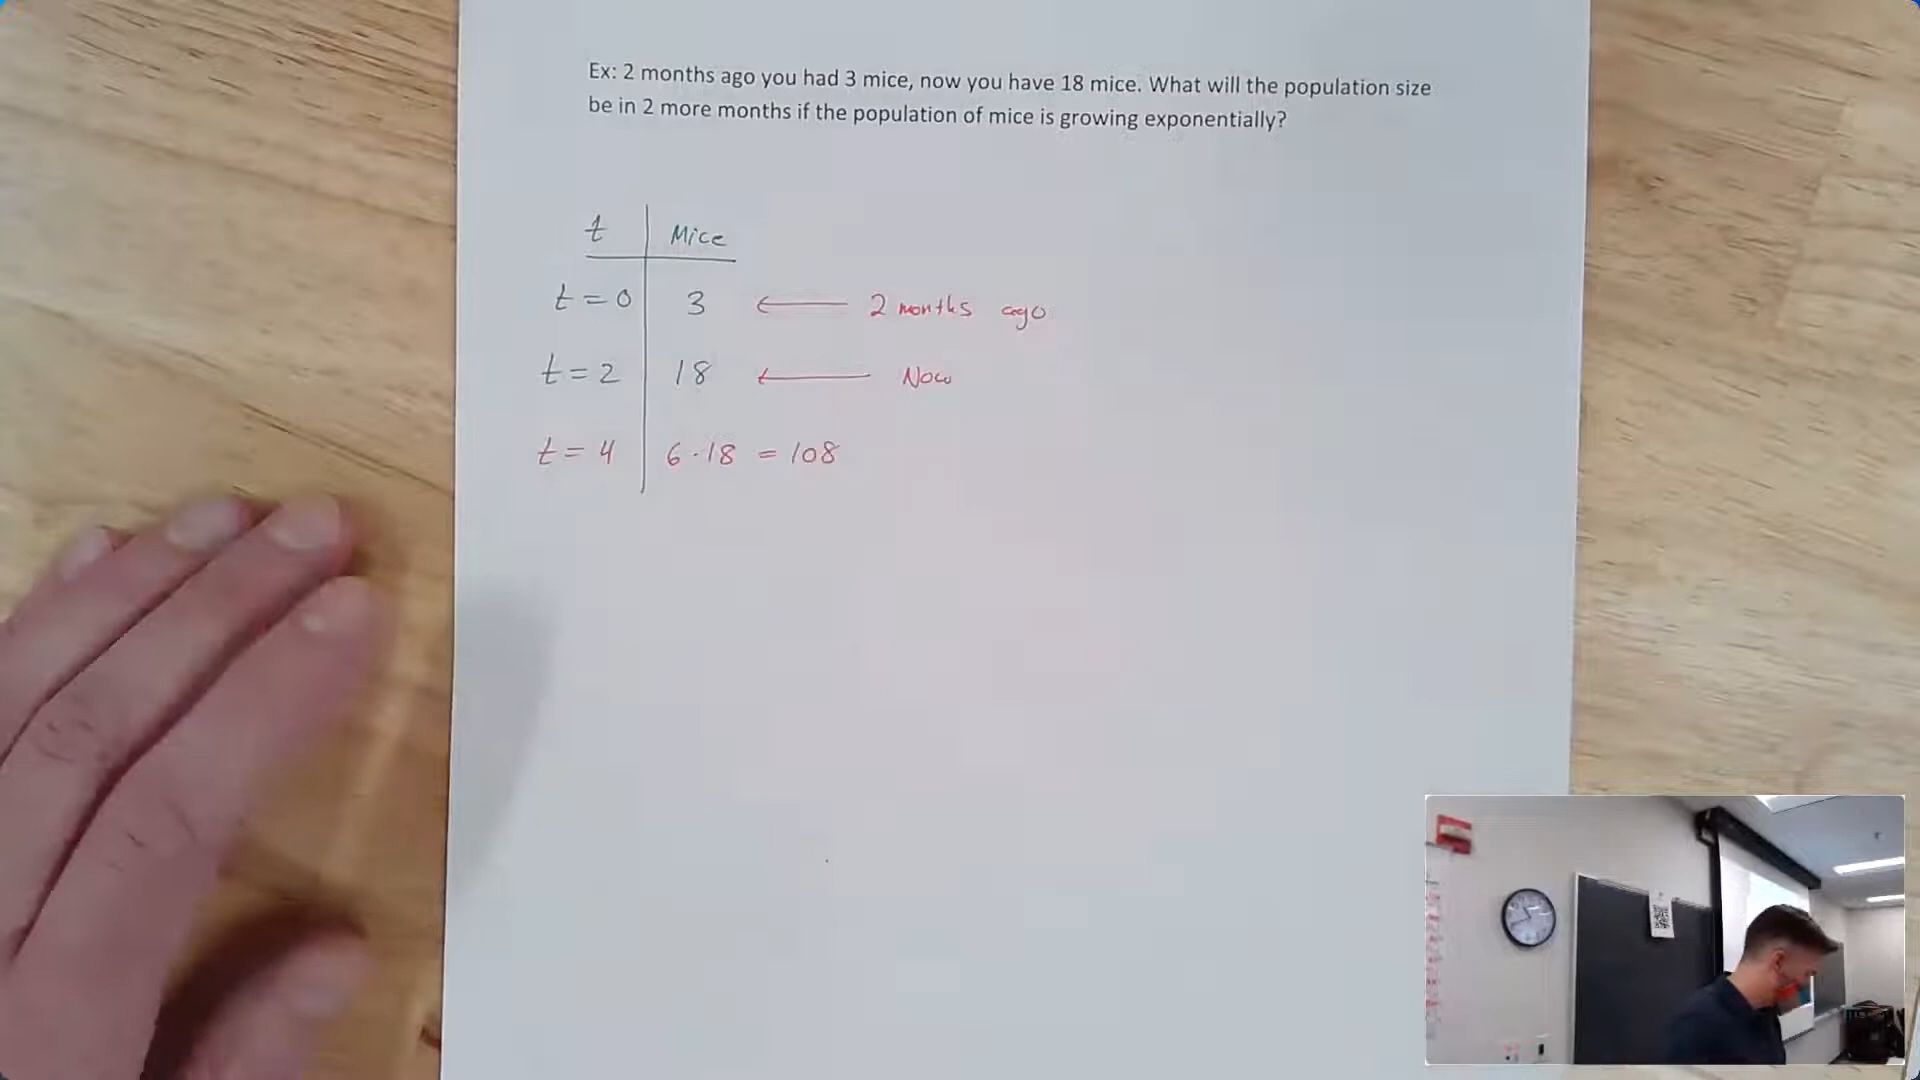 Ex: 2 months ago you had 3 mice, now you have 18 mice. What will the population size
be in 2 more months if the population of mice is growing exponentially?
t Mice
t = 0 3 ← 2 months ago
t = 2 18 ← Now
t = 4 6 · 18 = 108